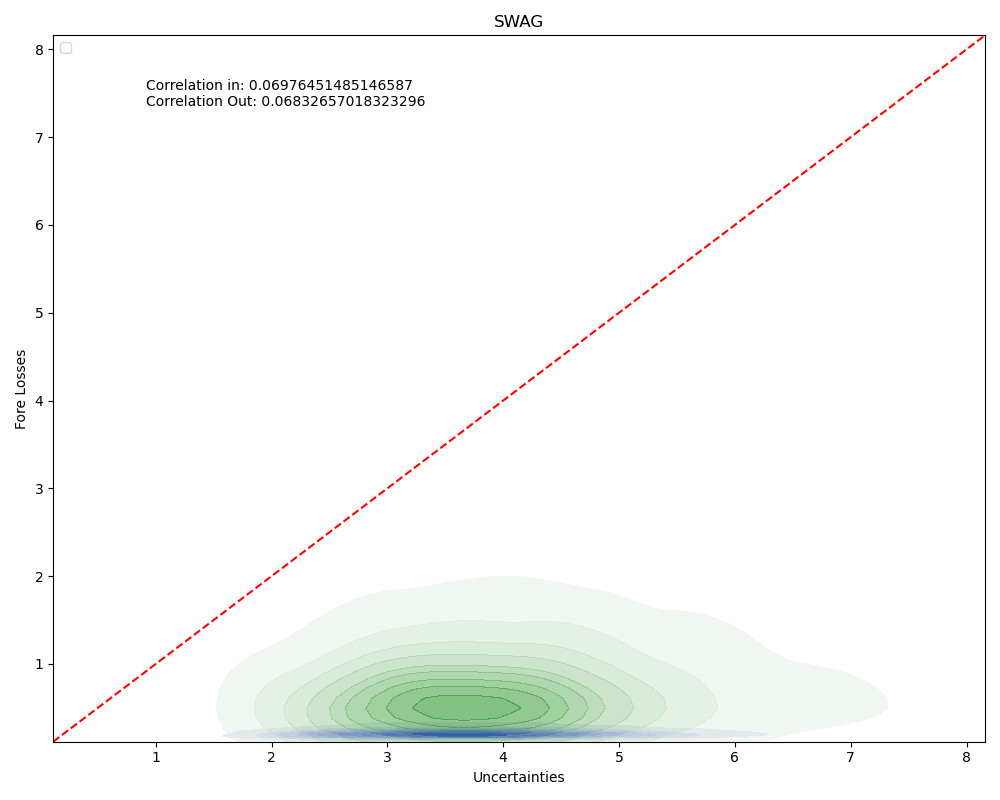 SWAG
Correlation in: 0.06976451485146587
Correlation Out: 0.06832657018323296
8
7
6
5
4
3
2
1
Fore Losses
1 2 3 4 5 6 7 8
Uncertainties